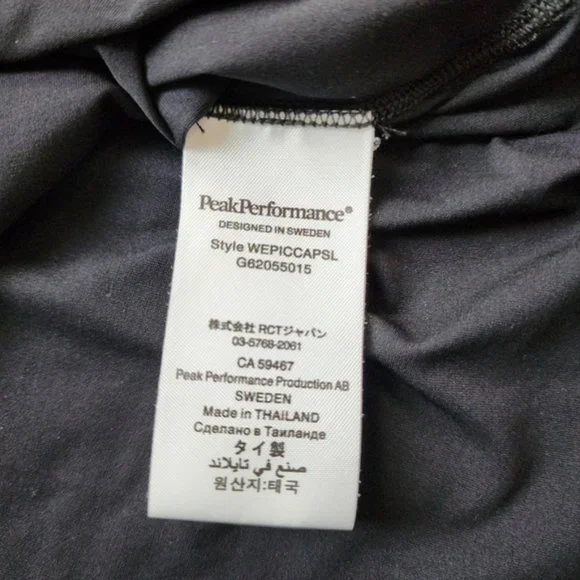 PeakPerformance®
DESIGNED IN SWEDEN
Style WEPICCAPSL
G62055015
株式会社 RCTジャパン
03-5768-2061
CA 59467
Peak Performance Production AB
SWEDEN
Made in THAILAND
Сделано в Таиланде
タイ製
صنع في تايلاند
원산지:태국